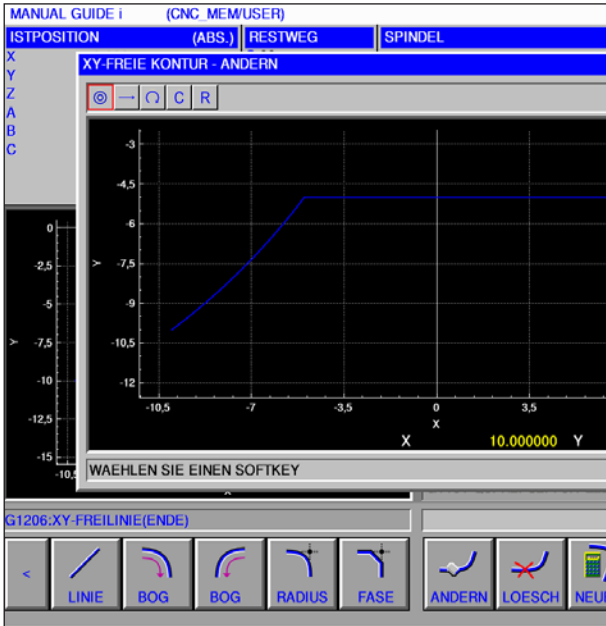 MANUAL GUIDE i (CNC_MEM/USER)
ISTPOSITION (ABS.) RESTWEG SPINDEL
X
Y
Z
A
B
C
XY-FREIE KONTUR - ANDERN
C R
-3
-4,5
-6
-7,5
-9
-10,5
-12
Y
-10,5 -7 -3,5 0 3,5
X
X 10.000000 Y
WAEHLEN SIE EINEN SOFTKEY
0
-2,5
-5
-7,5
-10
-12,5
-15
Y
-10,5
G1206:XY-FREILINIE(ENDE)
< LINIE BOG BOG RADIUS FASE ANDERN LOESCH